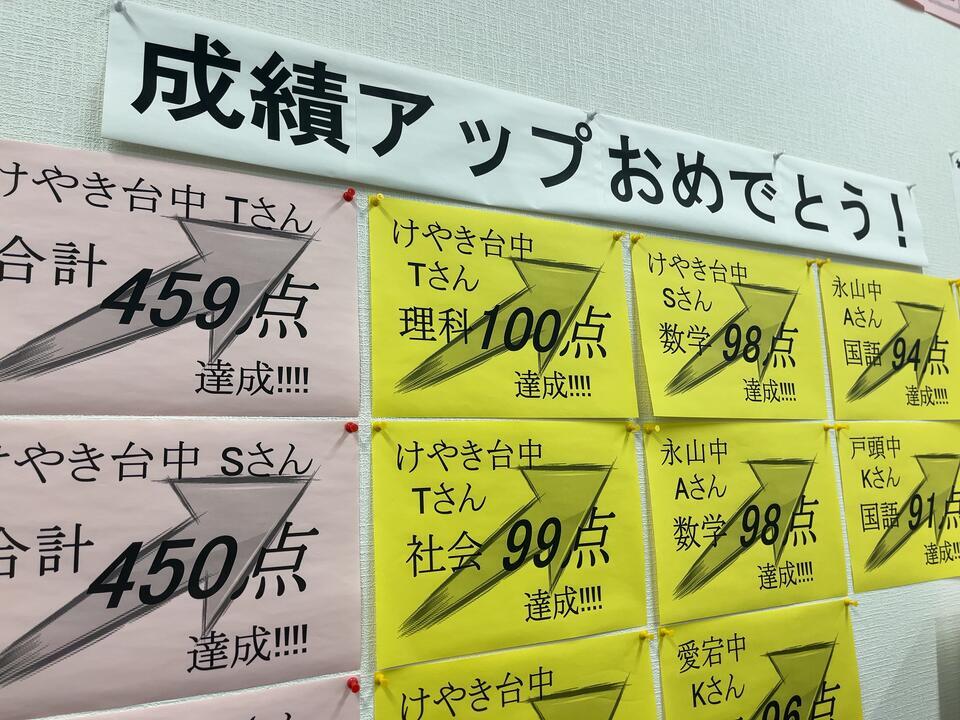 成績アップおめでとう!
けやき台中 Tさん
合計 459点
達成!!!!
けやき台中
Tさん
理科 100点
達成!!!!
けやき台中
Sさん
数学 98点
達成!!!!
永山中
Aさん
国語 94点
達成!!!!
けやき台中 Sさん
合計 450点
達成!!!!
けやき台中
Tさん
社会 99点
達成!!!!
永山中
Aさん
数学 98点
達成!!!!
戸頭中
Kさん
国語 91点
達成!!
けやき台中
愛宕中
Kさん
96点